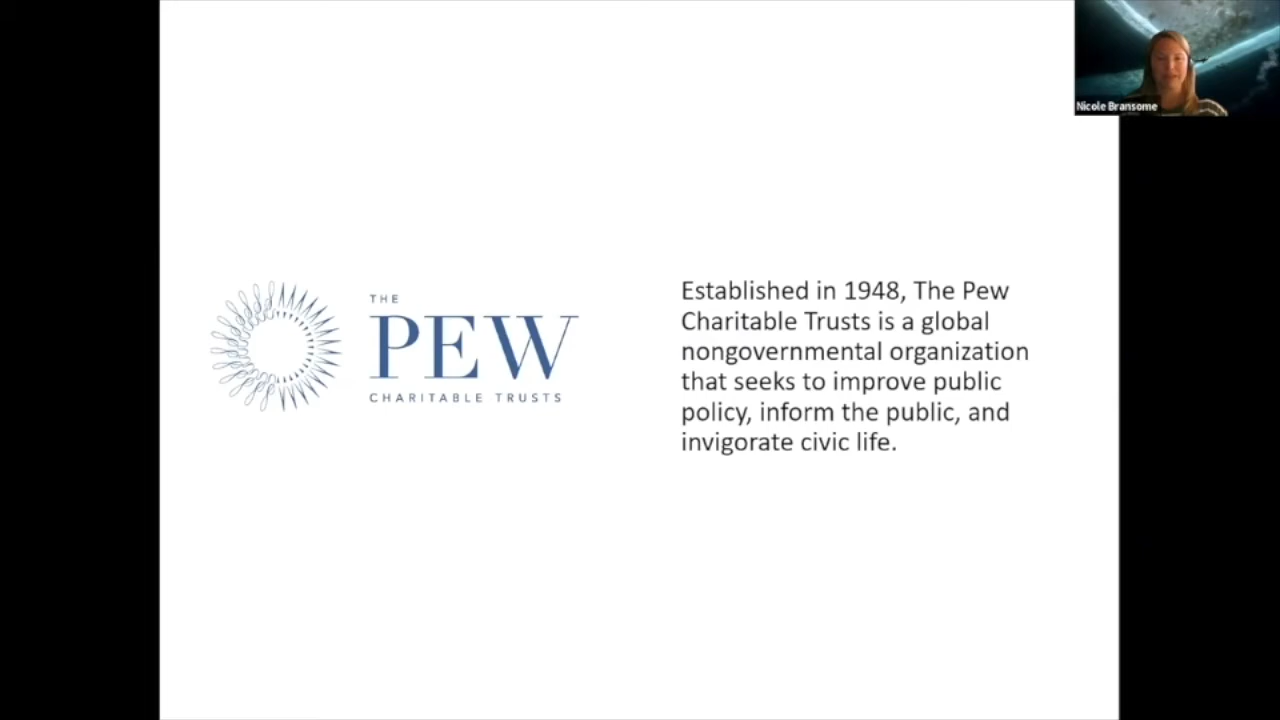 Nicole Bransome
THE
PEW
CHARITABLE TRUSTS
Established in 1948, The Pew
Charitable Trusts is a global
nongovernmental organization
that seeks to improve public
policy, inform the public, and
invigorate civic life.